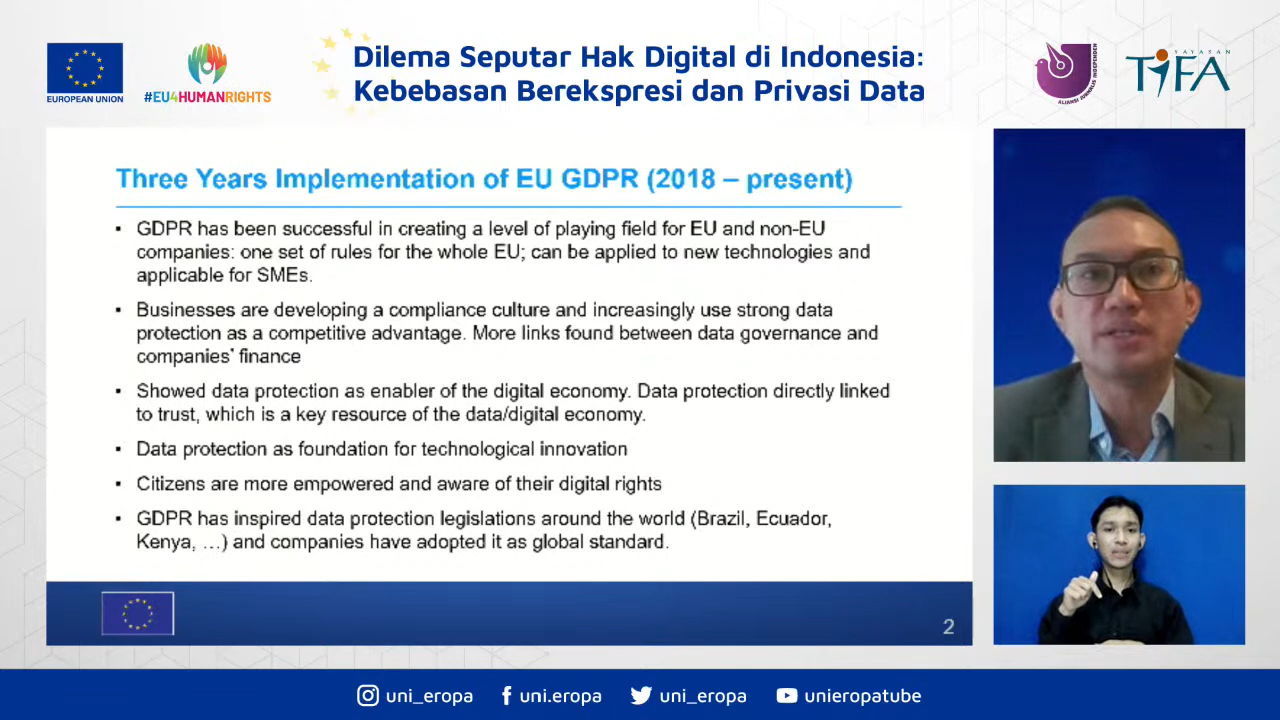 EUROPEAN UNION
#EU4HUMANRIGHTS
Dilema Seputar Hak Digital di Indonesia:
Kebebasan Berekspresi dan Privasi Data
ALIANSI JURNALIS INDEPENDEN
YAYASAN
TIFA
Three Years Implementation of EU GDPR (2018 – present)
▪ GDPR has been successful in creating a level of playing field for EU and non-EU
companies: one set of rules for the whole EU; can be applied to new technologies and
applicable for SMEs.
▪ Businesses are developing a compliance culture and increasingly use strong data
protection as a competitive advantage. More links found between data governance and
companies’ finance
▪ Showed data protection as enabler of the digital economy. Data protection directly linked
to trust, which is a key resource of the data/digital economy.
▪ Data protection as foundation for technological innovation
▪ Citizens are more empowered and aware of their digital rights
▪ GDPR has inspired data protection legislations around the world (Brazil, Ecuador,
Kenya, …) and companies have adopted it as global standard.
2
uni_eropa uni.eropa uni_eropa unieropatube